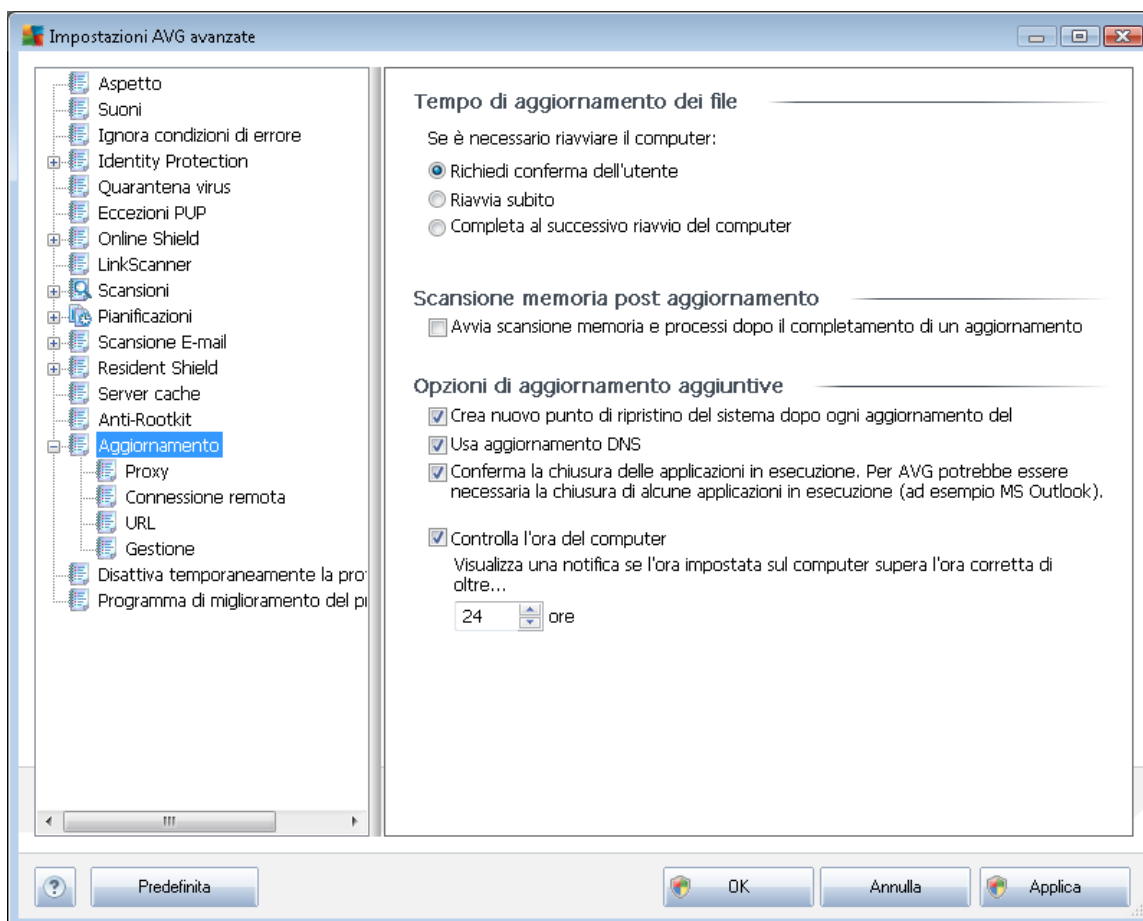 Impostazioni AVG avanzate
Aspetto
Suoni
Ignora condizioni di errore
Identity Protection
Quarantena virus
Eccezioni PUP
Online Shield
LinkScanner
Scansioni
Pianificazioni
Scansione E-mail
Resident Shield
Server cache
Anti-Rootkit
Aggiornamento
Proxy
Connessione remota
URL
Gestione
Disattiva temporaneamente la pro
Programma di miglioramento del p
Tempo di aggiornamento dei file
Se è necessario riavviare il computer:
Richiedi conferma dell'utente
Riavvia subito
Completa al successivo riavvio del computer
Scansione memoria post aggiornamento
Avvia scansione memoria e processi dopo il completamento di un aggiornamento
Opzioni di aggiornamento aggiuntive
Crea nuovo punto di ripristino del sistema dopo ogni aggiornamento del
Usa aggiornamento DNS
Conferma la chiusura delle applicazioni in esecuzione. Per AVG potrebbe essere
necessaria la chiusura di alcune applicazioni in esecuzione (ad esempio MS Outlook).
Controlla l'ora del computer
Visualizza una notifica se l'ora impostata sul computer supera l'ora corretta di
oltre...
24 ore
? Predefinita OK Annulla Applica